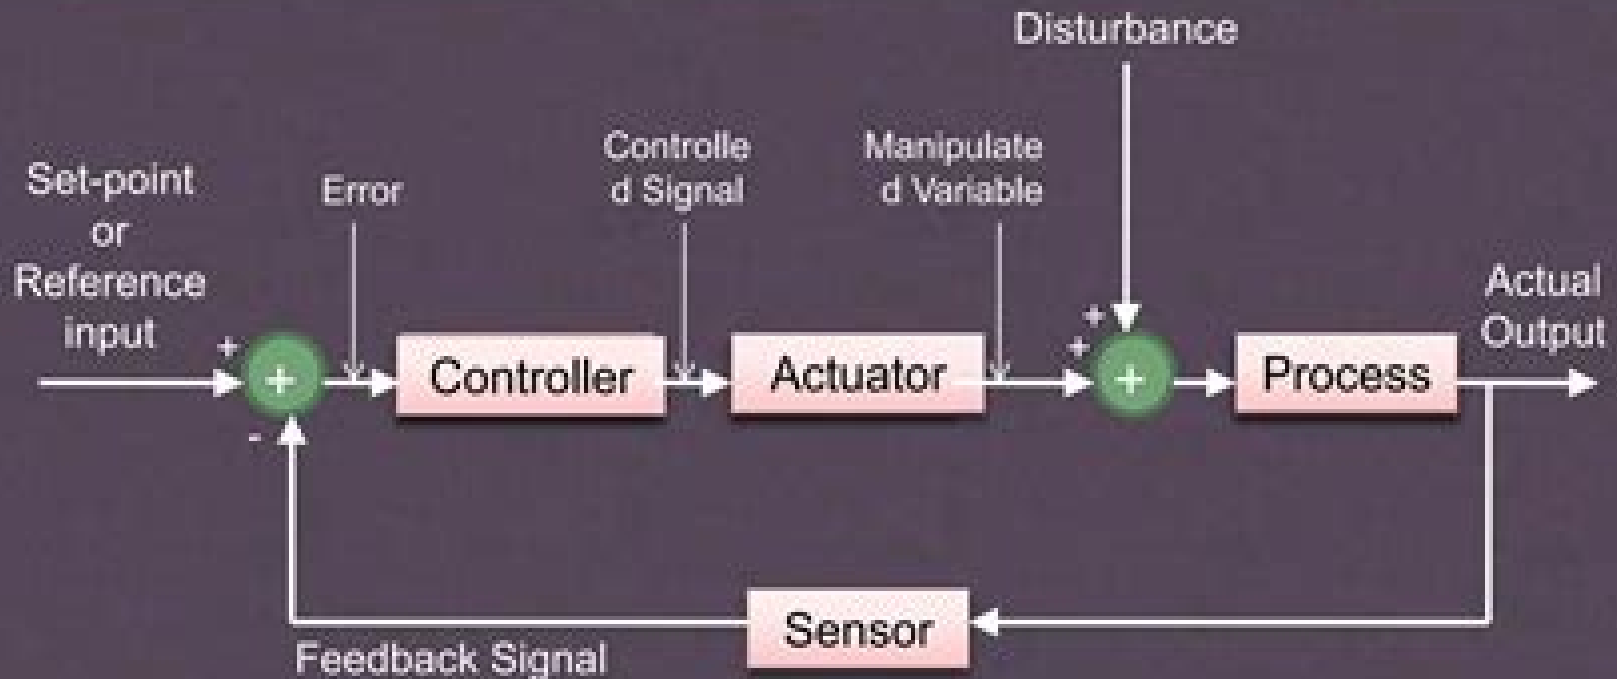 Disturbance
Set-point
or
Reference
input
Error
Controlle
d Signal
Manipulate
d Variable
Actual
Output
+
-
+
Controller
Actuator
+
+
+
Process
Sensor
Feedback Signal